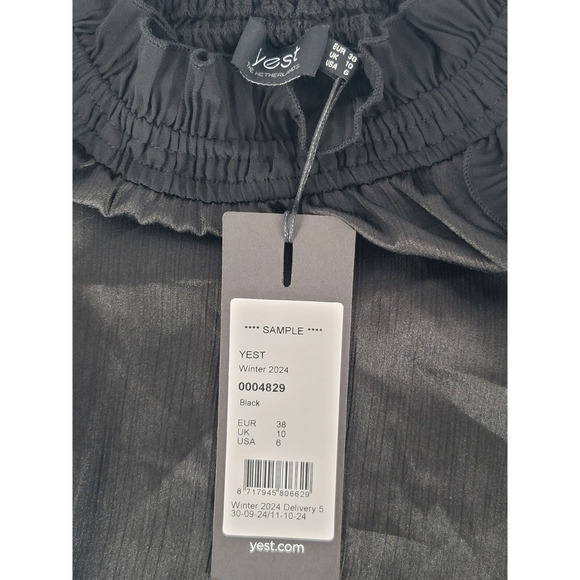 Yest
THE NETHERLANDS
EUR 38
UK 10
USA 6
**** SAMPLE ****
YEST
Winter 2024
0004829
Black
EUR 38
UK 10
USA 6
8 717945 806629
Winter 2024 Delivery 5
30-09-24/11-10-24
yest.com